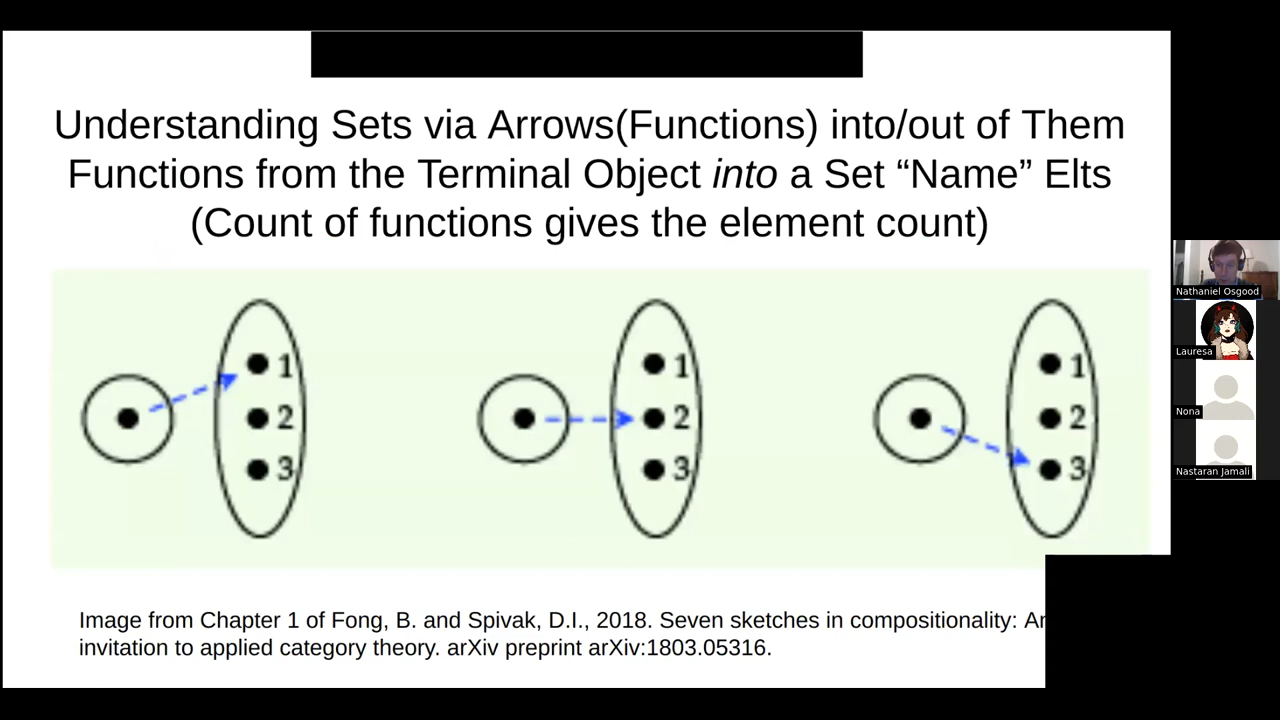 Understanding Sets via Arrows(Functions) into/out of Them
Functions from the Terminal Object into a Set “Name” Elts
(Count of functions gives the element count)
1
2
3
1
2
3
1
2
3
Image from Chapter 1 of Fong, B. and Spivak, D.I., 2018. Seven sketches in compositionality: An
invitation to applied category theory. arXiv preprint arXiv:1803.05316.
Nathaniel Osgood
Lauresa
Nona
Nastaran Jamali